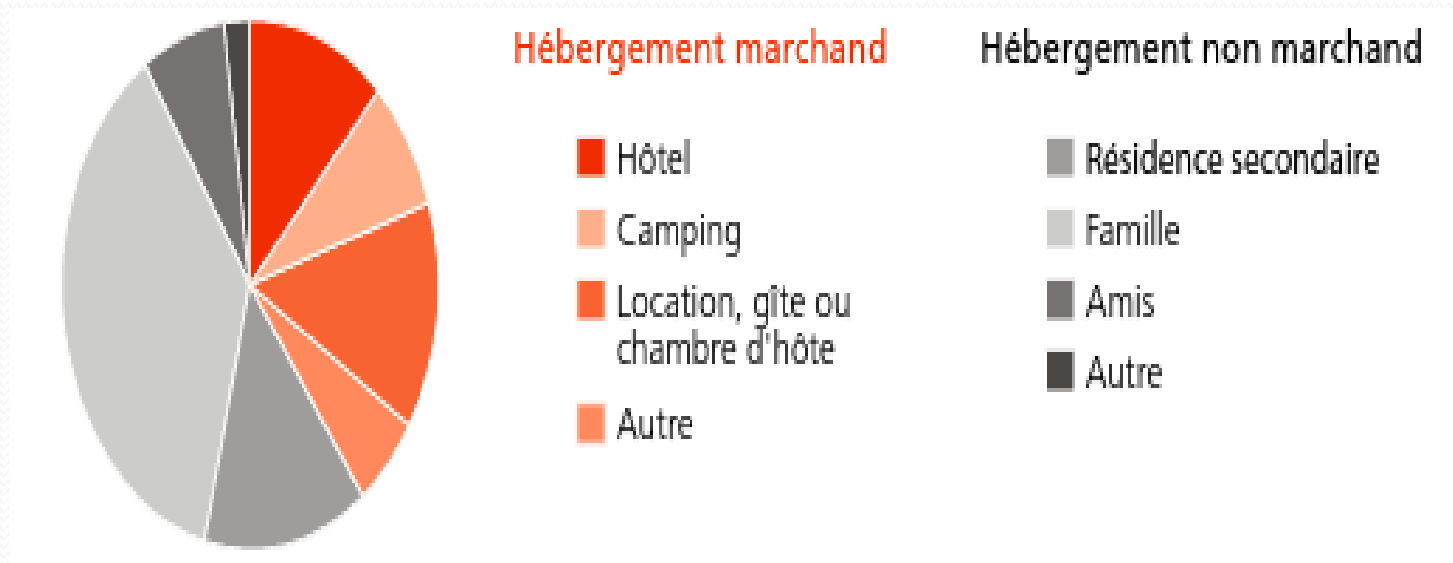 Hébergement marchand
Hôtel
Camping
Location, gîte ou
chambre d'hôte
Autre
Hébergement non marchand
Résidence secondaire
Famille
Amis
Autre